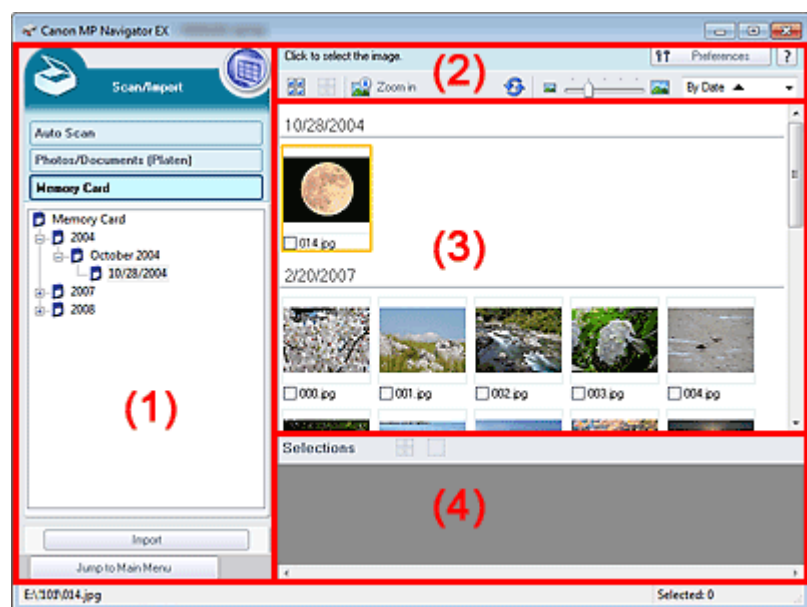 Canon MP Navigator EX
Scan/Import
Auto Scan
Photos/Documents (Platen)
Memory Card
Memory Card
2004
October 2004
10/28/2004
2007
2008
(1)
Import
Jump to Main Menu
Click to select the image.
Preferences
?
Zoom in
(2)
By Date
10/28/2004
014.jpg
(3)
2/20/2007
000.jpg
001.jpg
002.jpg
003.jpg
004.jpg
Selections
(4)
E:\101\014.jpg
Selected: 0